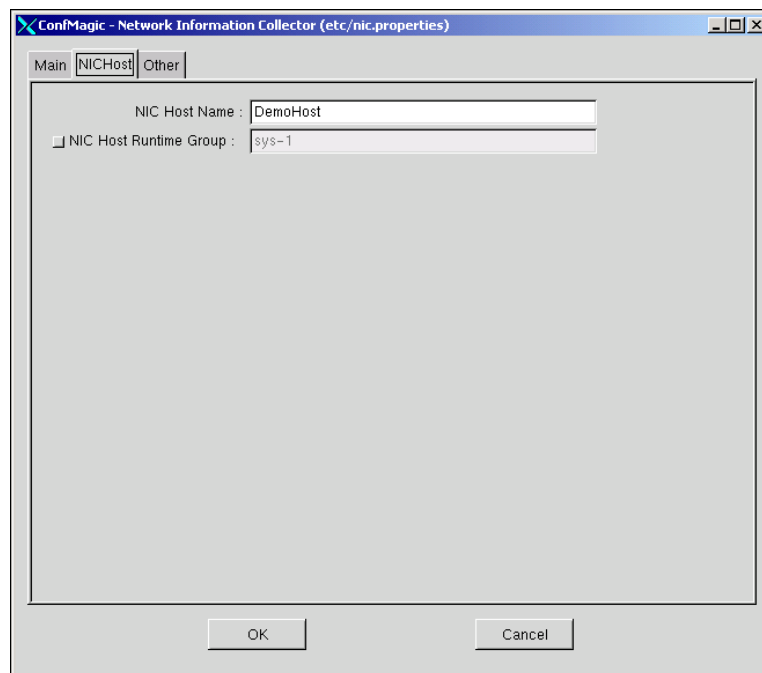 ConfMagic - Network Information Collector (etc/nic.properties)
Main NICHost Other
NIC Host Name : DemoHost
NIC Host Runtime Group : sys-1
OK Cancel